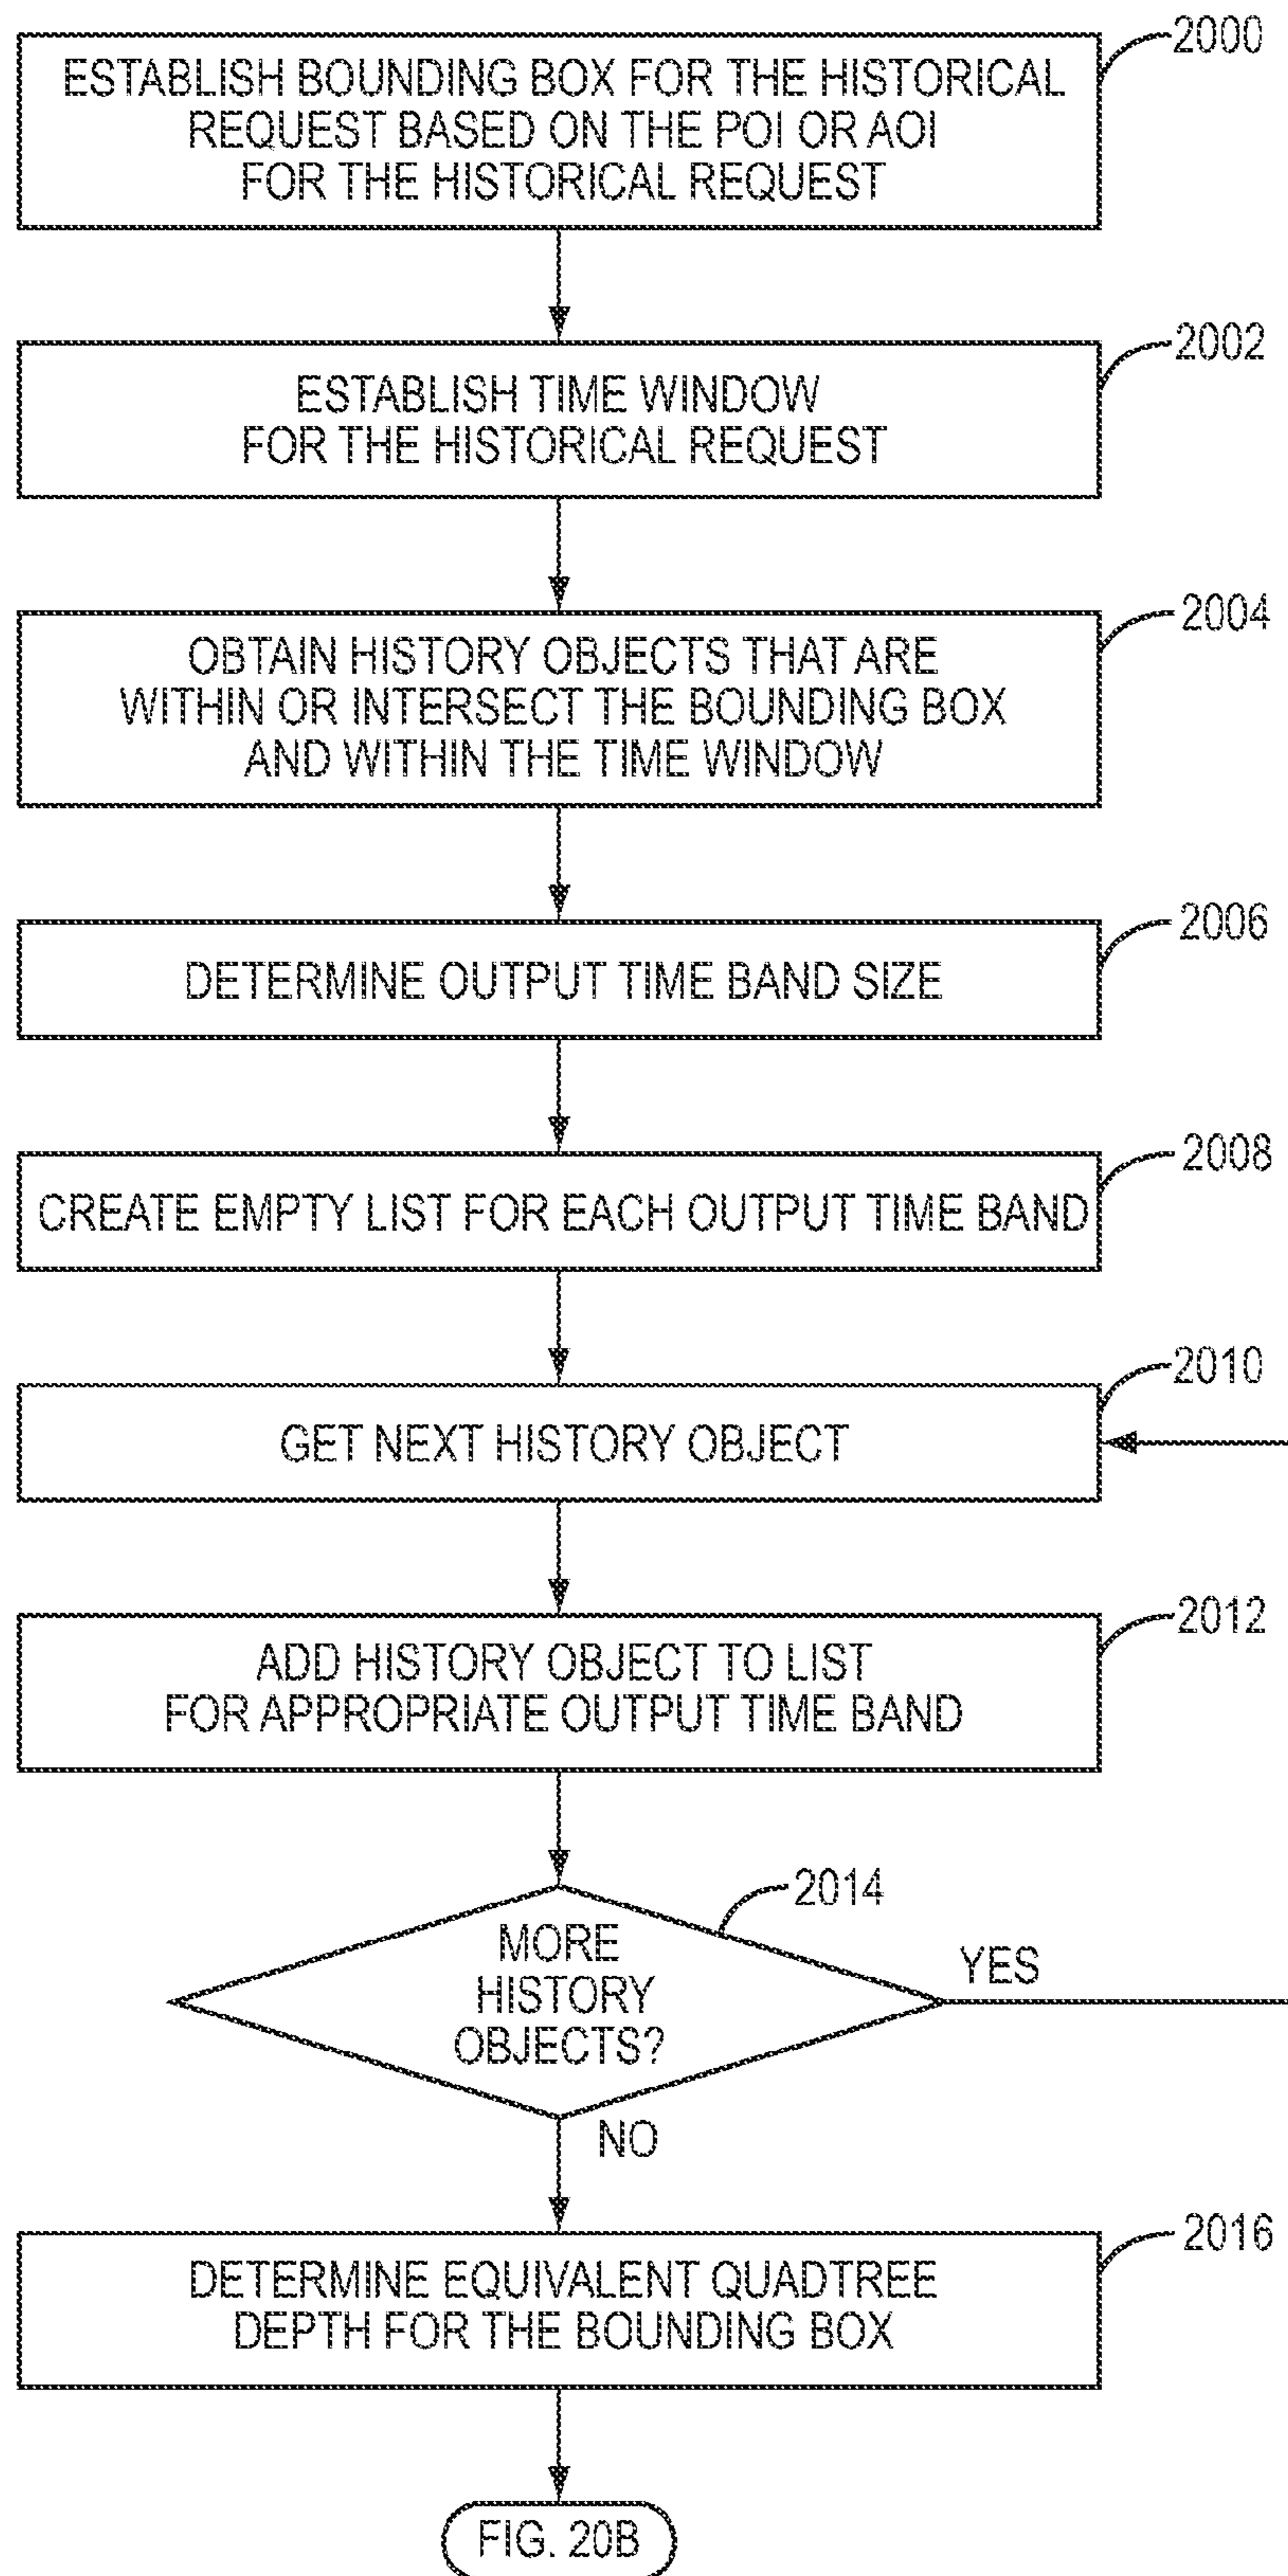 2000
ESTABLISH BOUNDING BOX FOR THE HISTORICAL
REQUEST BASED ON THE POI OR AOI
FOR THE HISTORICAL REQUEST
2002
ESTABLISH TIME WINDOW
FOR THE HISTORICAL REQUEST
2004
OBTAIN HISTORY OBJECTS THAT ARE
WITHIN OR INTERSECT THE BOUNDING BOX
AND WITHIN THE TIME WINDOW
2006
DETERMINE OUTPUT TIME BAND SIZE
2008
CREATE EMPTY LIST FOR EACH OUTPUT TIME BAND
2010
GET NEXT HISTORY OBJECT
2012
ADD HISTORY OBJECT TO LIST
FOR APPROPRIATE OUTPUT TIME BAND
2014
MORE
HISTORY
OBJECTS?
YES
NO
2016
DETERMINE EQUIVALENT QUADTREE
DEPTH FOR THE BOUNDING BOX
FIG. 20B